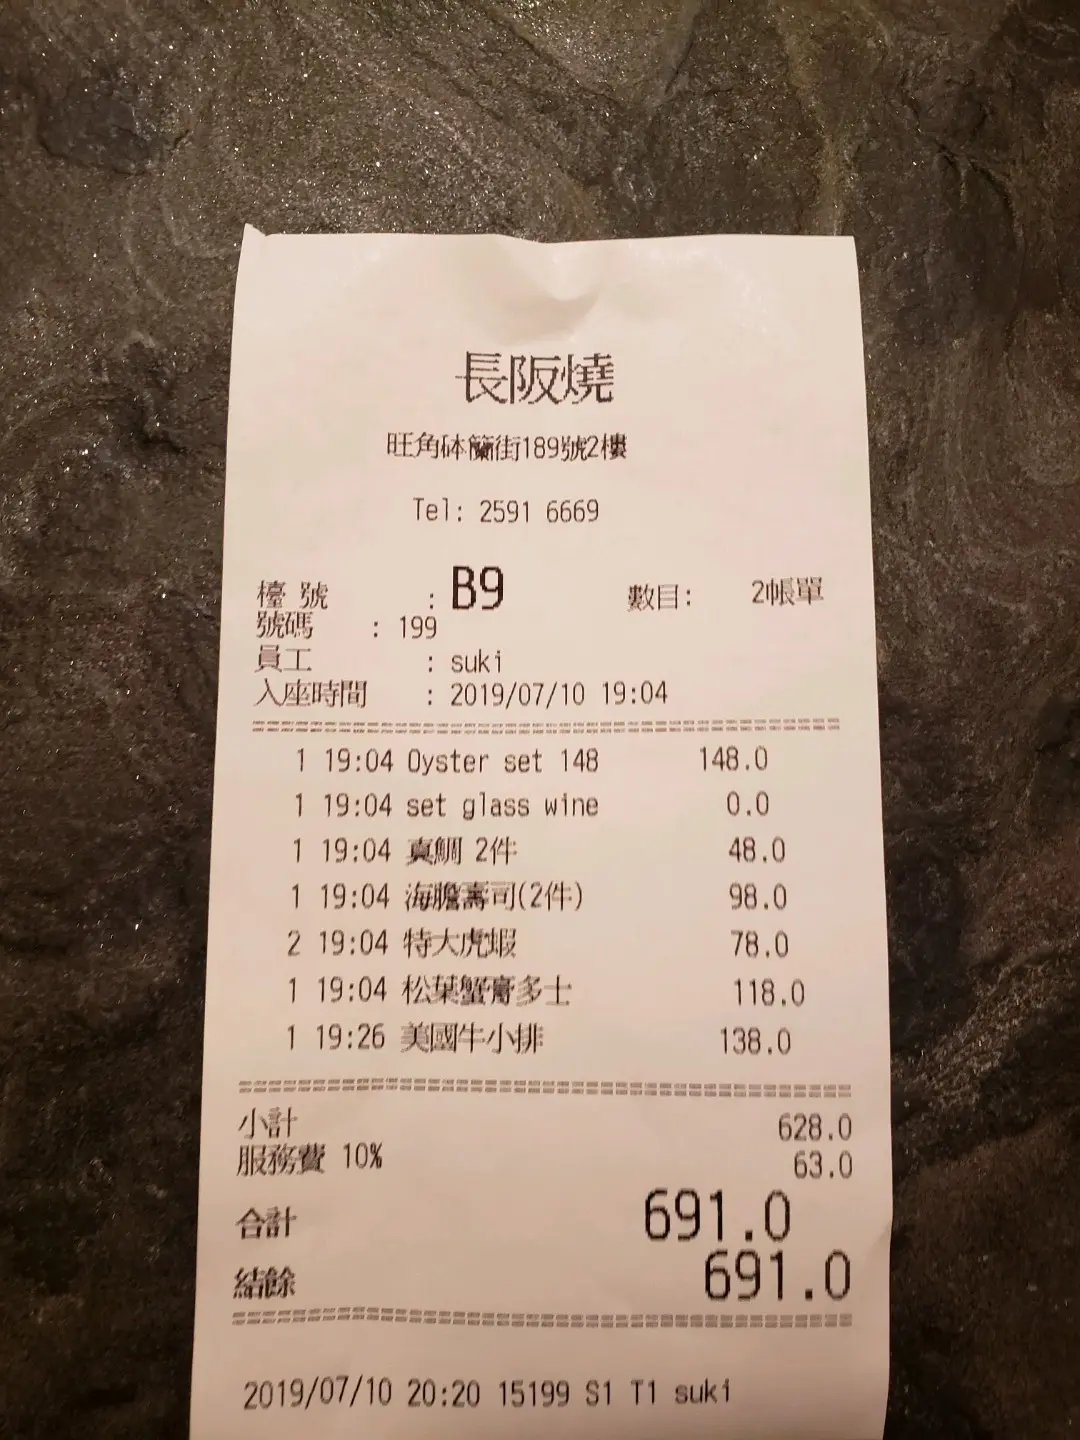 長阪燒
旺角砵蘭街189號2樓
Tel: 2591 6669
檯 號 : B9 數目: 2帳單
號碼 : 199
員工 : suki
入座時間 : 2019/07/10 19:04
1 19:04 Oyster set 148 148.0
1 19:04 set glass wine 0.0
1 19:04 真鯛 2件 48.0
1 19:04 海膽壽司(2件) 98.0
2 19:04 特大虎蝦 78.0
1 19:04 松葉蟹膏多士 118.0
1 19:26 美國牛小排 138.0
小計 628.0
服務費 10% 63.0
合計 691.0
結餘 691.0
2019/07/10 20:20 15199 S1 T1 suki